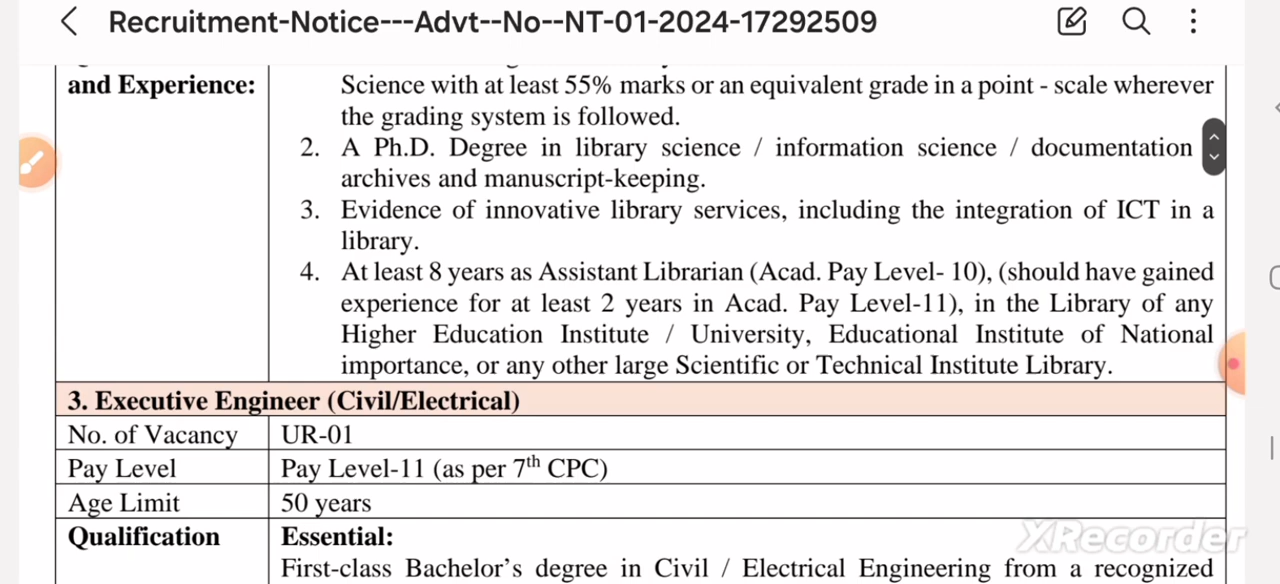 Recruitment-Notice---Advt--No--NT-01-2024-17292509
and Experience:
Science with at least 55% marks or an equivalent grade in a point - scale wherever
the grading system is followed.
2. A Ph.D. Degree in library science / information science / documentation
archives and manuscript-keeping.
3. Evidence of innovative library services, including the integration of ICT in a
library.
4. At least 8 years as Assistant Librarian (Acad. Pay Level- 10), (should have gained
experience for at least 2 years in Acad. Pay Level-11), in the Library of any
Higher Education Institute / University, Educational Institute of National
importance, or any other large Scientific or Technical Institute Library.
3. Executive Engineer (Civil/Electrical)
No. of Vacancy UR-01
Pay Level Pay Level-11 (as per 7th CPC)
Age Limit 50 years
Qualification Essential:
First-class Bachelor's degree in Civil / Electrical Engineering from a recognized
XRecorder